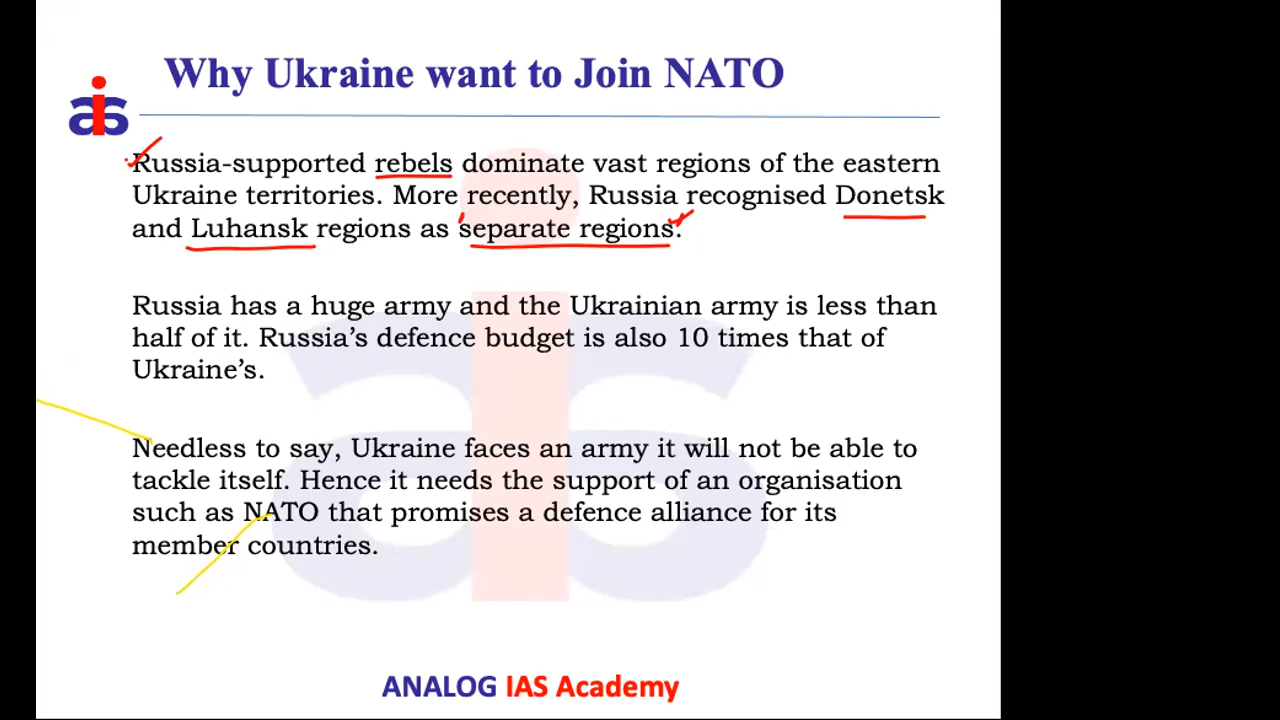 Why Ukraine want to Join NATO
ias
Russia-supported rebels dominate vast regions of the eastern
Ukraine territories. More recently, Russia recognised Donetsk
and Luhansk regions as separate regions.
Russia has a huge army and the Ukrainian army is less than
half of it. Russia's defence budget is also 10 times that of
Ukraine's.
Needless to say, Ukraine faces an army it will not be able to
tackle itself. Hence it needs the support of an organisation
such as NATO that promises a defence alliance for its
member countries.
ANALOG IAS Academy